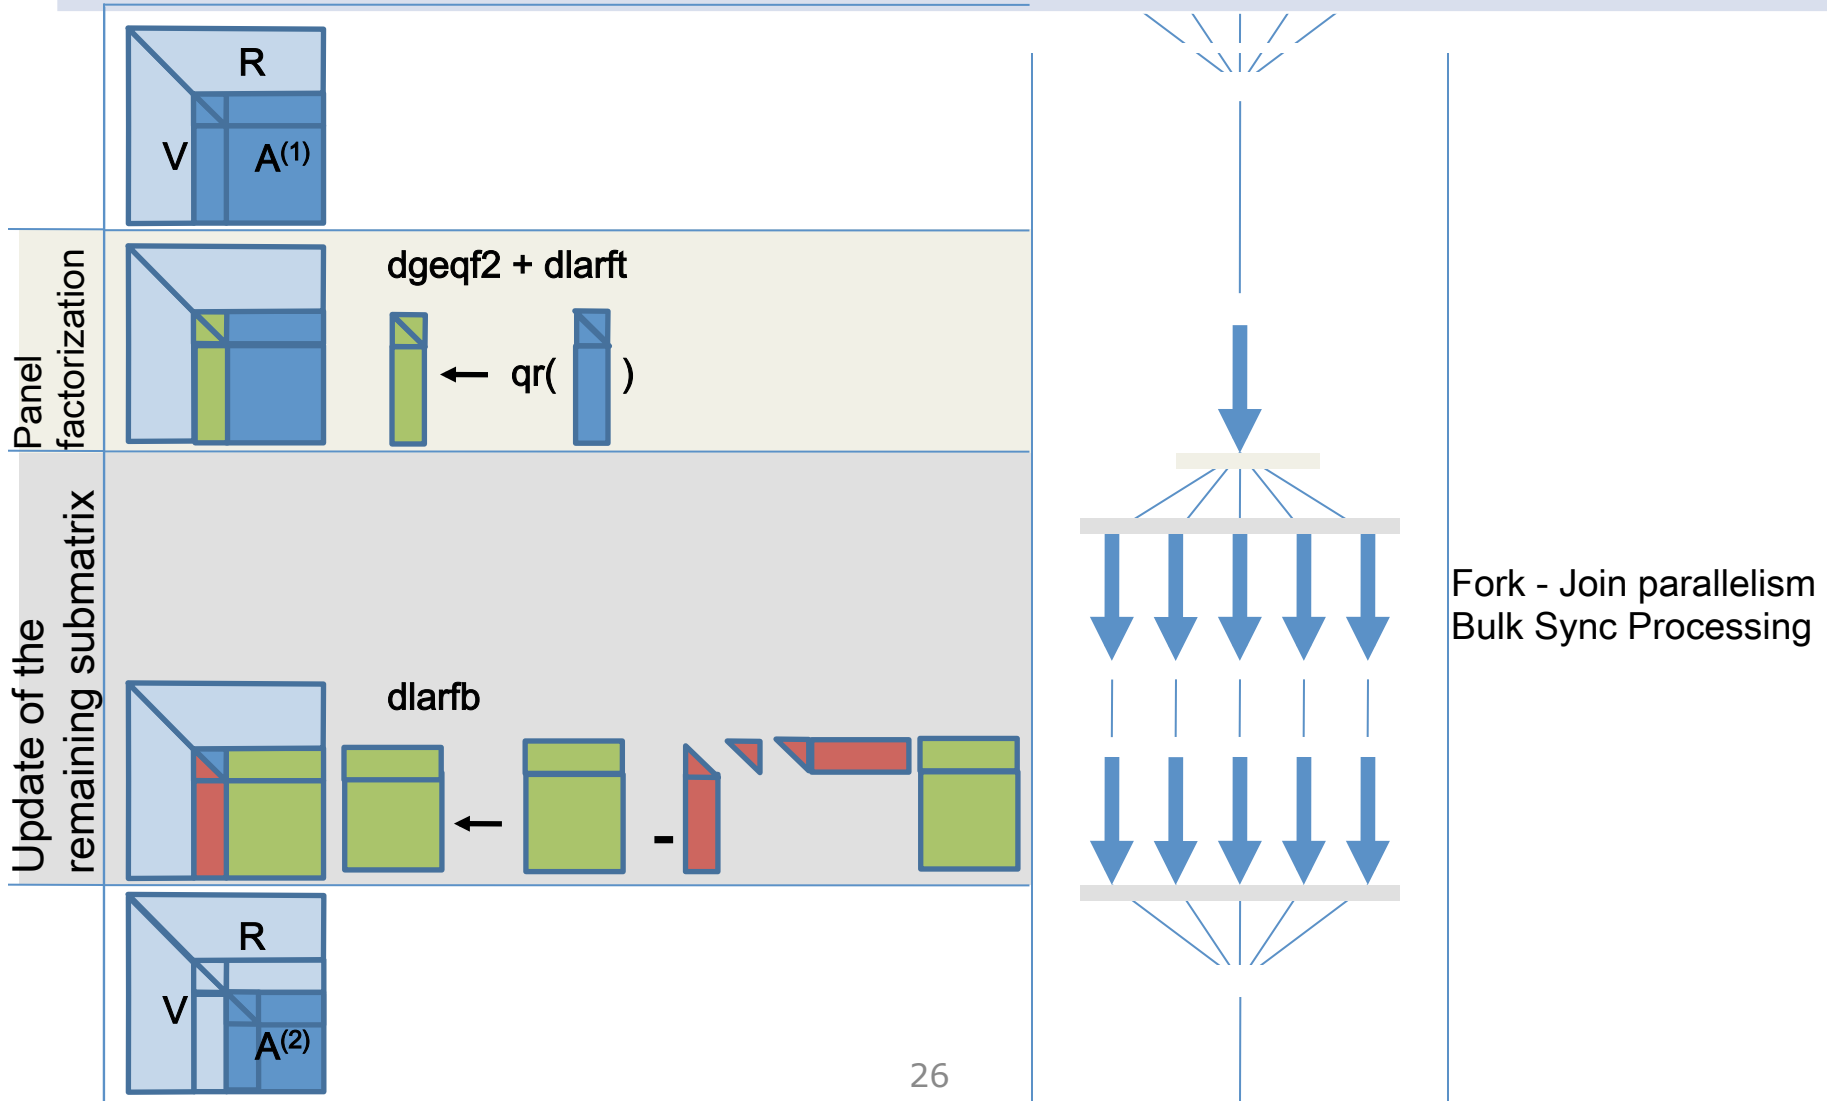 R
V
A(1)
Panel
factorization
dgeqf2 + dlarft
qr( )
Update of the
remaining submatrix
dlarfb
-
Fork - Join parallelism
Bulk Sync Processing
R
V
A(2)
26